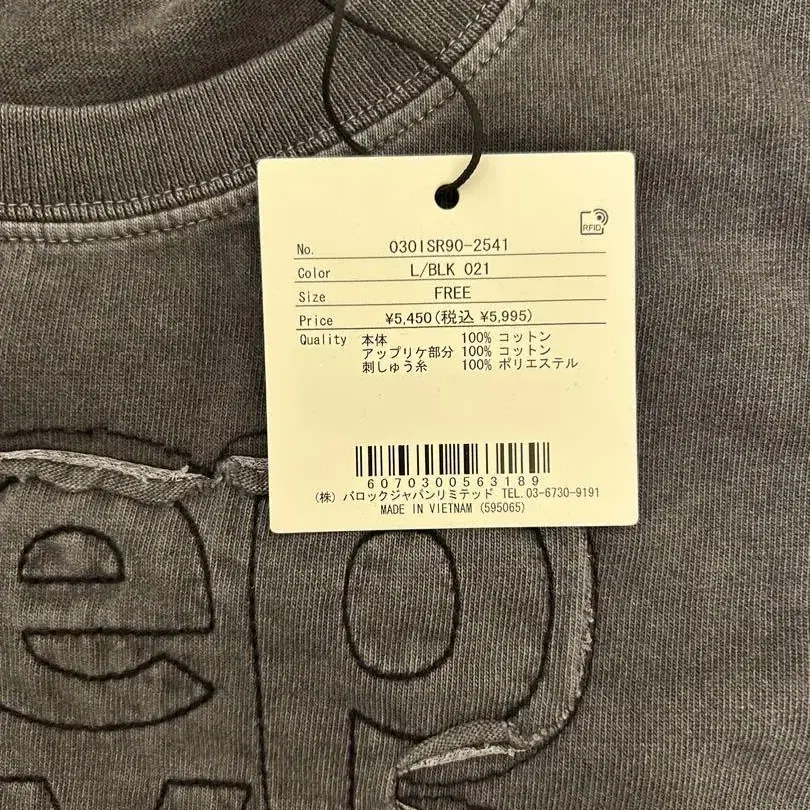 RFID
No. 030ISR90-2541
Color L/BLK 021
Size FREE
Price ¥5,450(税込 ¥5,995)
Quality 本体 100% コットン
アップリケ部分 100% コットン
刺しゅう糸 100% ポリエステル
6070300563189
(株) バロックジャパンリミテッド TEL. 03-6730-9191
MADE IN VIETNAM (595065)
ep